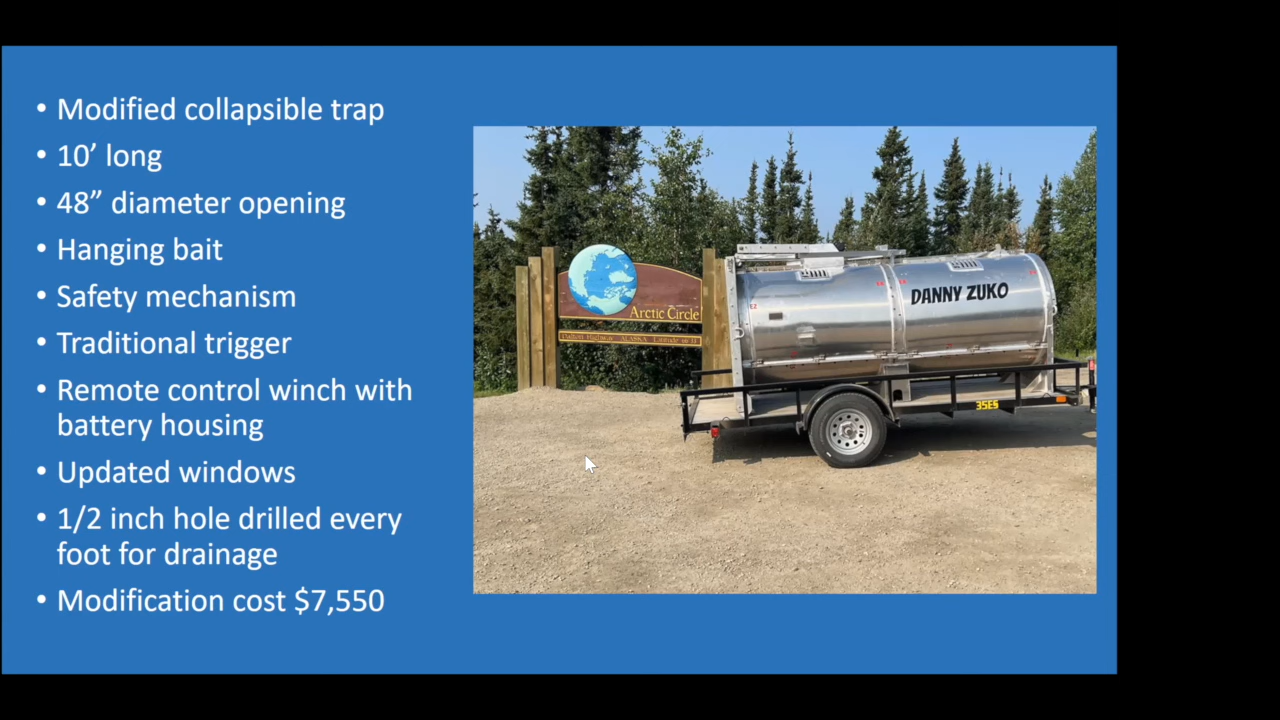 • Modified collapsible trap
• 10’ long
• 48” diameter opening
• Hanging bait
• Safety mechanism
• Traditional trigger
• Remote control winch with
battery housing
• Updated windows
• 1/2 inch hole drilled every
foot for drainage
• Modification cost $7,550
Arctic Circle
ALASKA
DANNY ZUKO
35E5